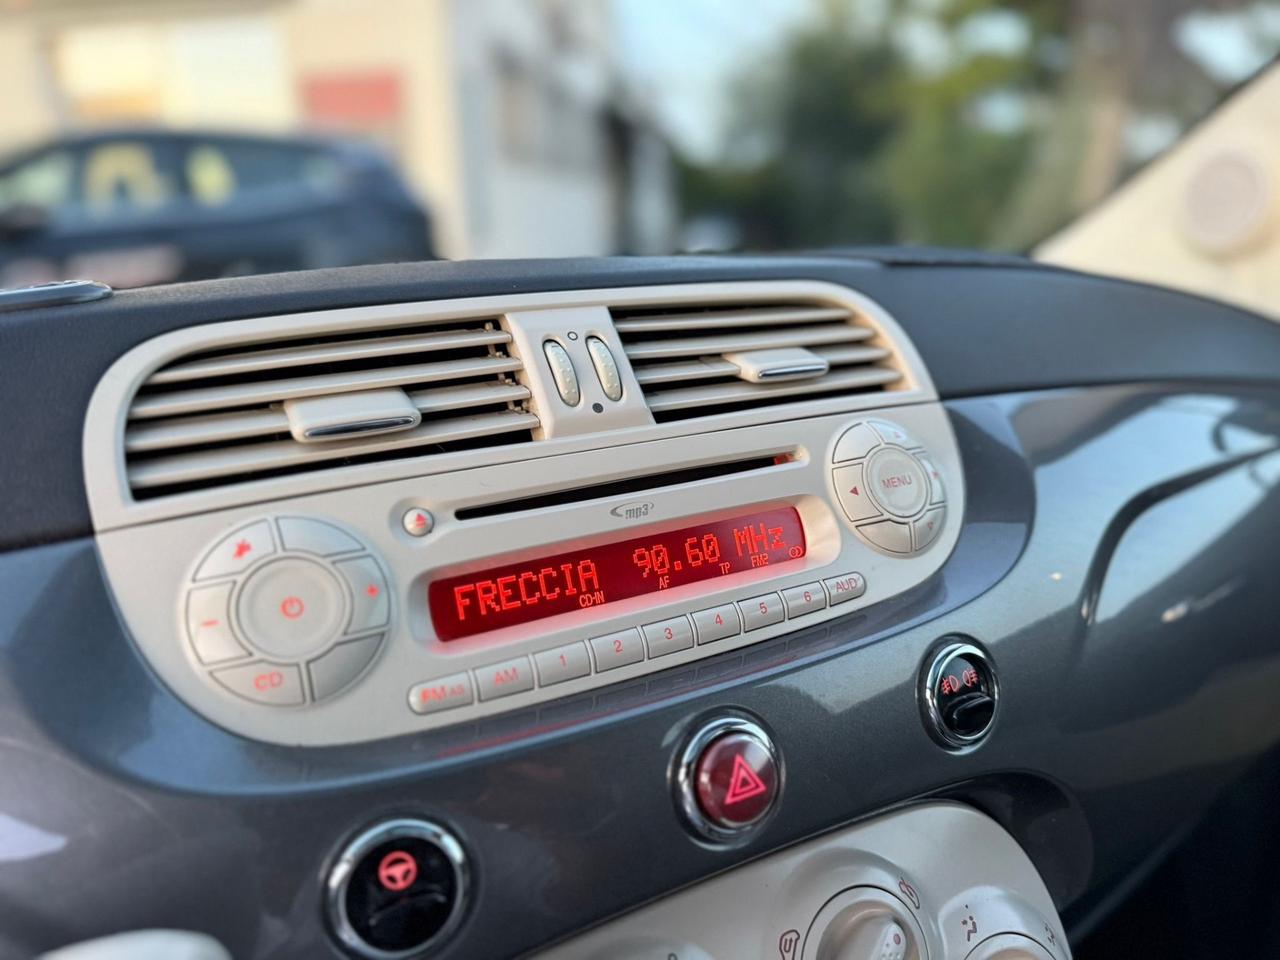 mp3
MENU
FRECCIA 90.60 MHz
CD-IN AF TP FM2
CD
FM AS AM 1 2 3 4 5 6 AUD